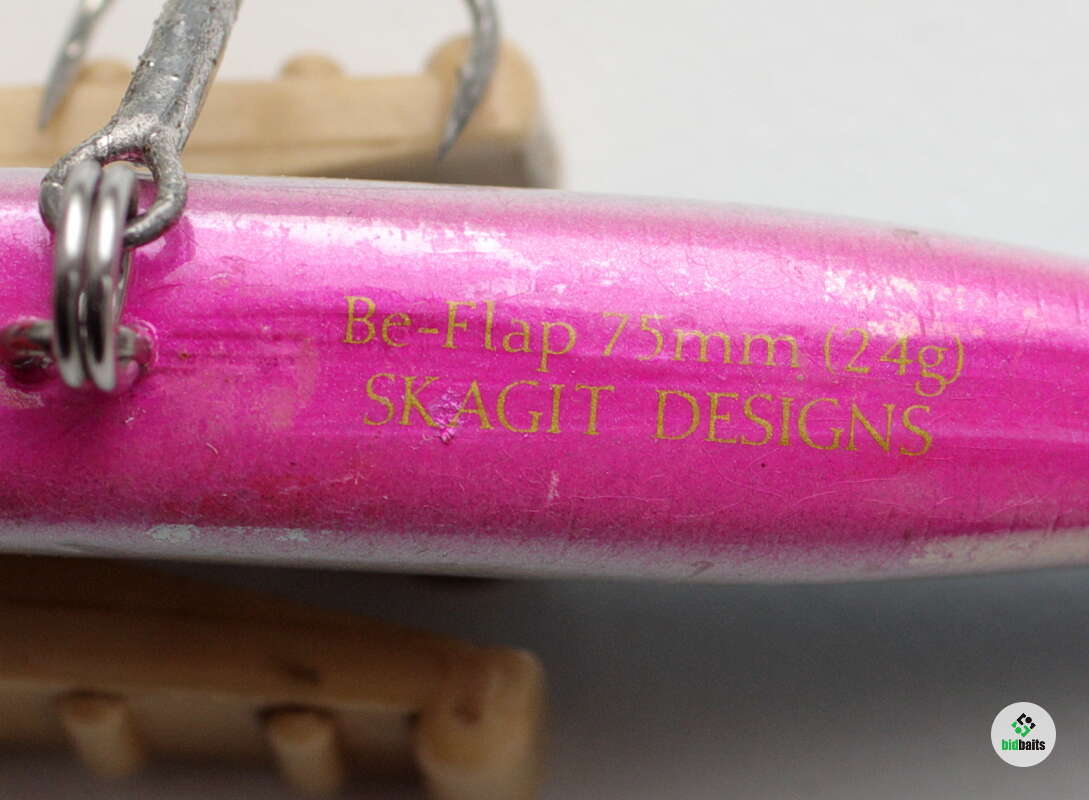 Be-Flap 75mm (24g)
SKAGIT DESIGNS
bidbaits